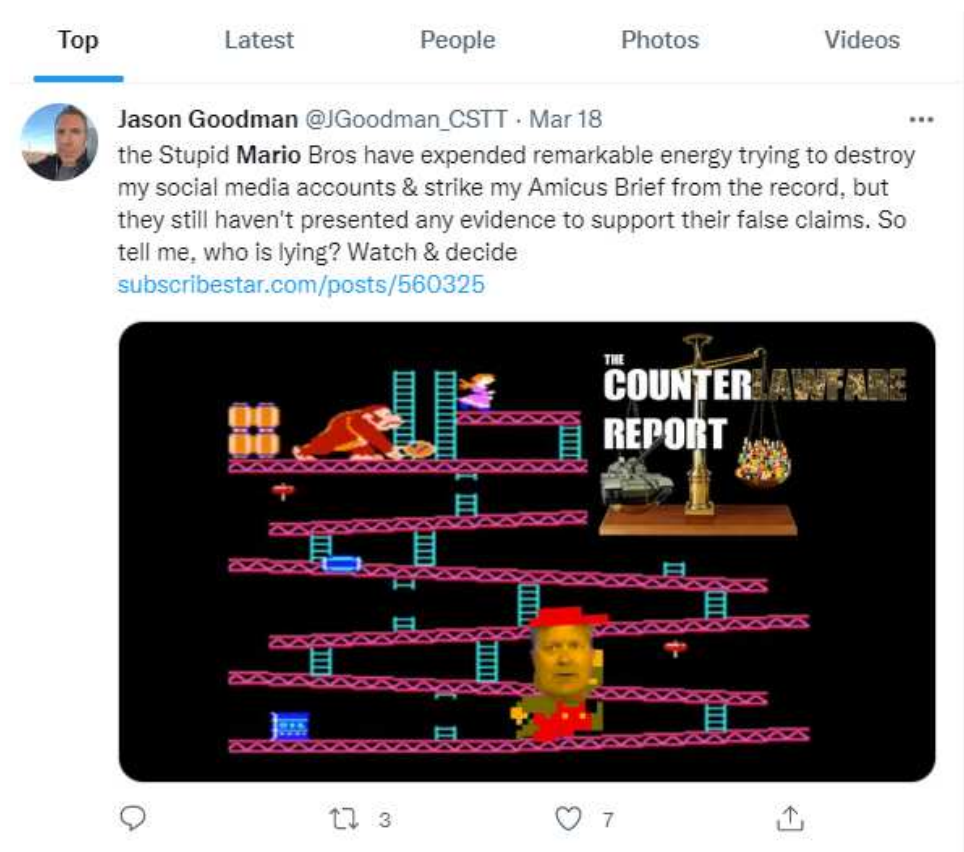 Top Latest People Photos Videos
Jason Goodman @JGoodman_CSTT · Mar 18
the Stupid Mario Bros have expended remarkable energy trying to destroy
my social media accounts & strike my Amicus Brief from the record, but
they still haven't presented any evidence to support their false claims. So
tell me, who is lying? Watch & decide
subscribestar.com/posts/560325
THE
COUNTERLAWFARE
REPORT
3 7